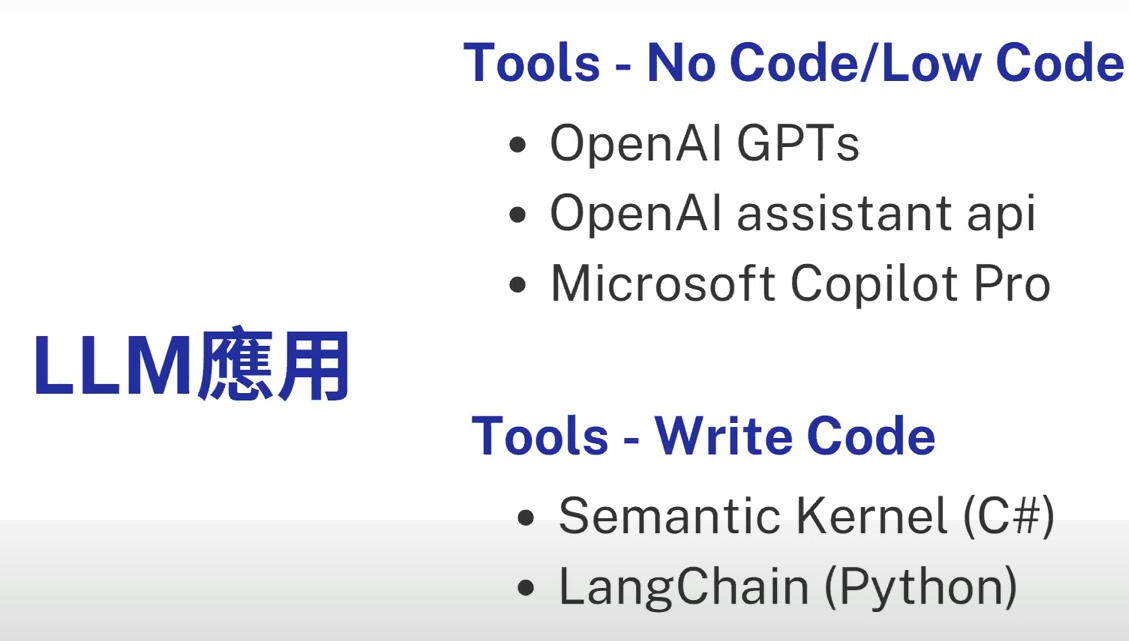 Tools - No Code/Low Code
• OpenAI GPTs
• OpenAI assistant api
• Microsoft Copilot Pro
LLM應用
Tools - Write Code
• Semantic Kernel (C#)
• LangChain (Python)